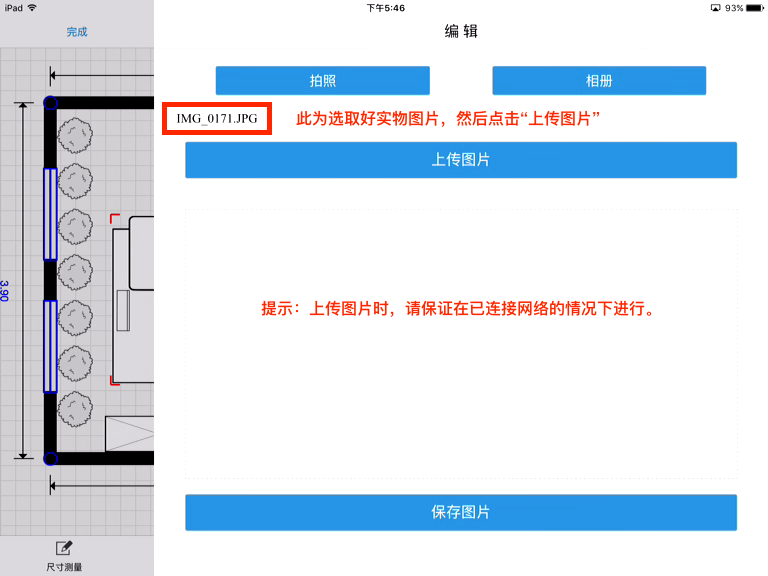 iPad
下午5:46
93%
完成
编 辑
拍照
相册
IMG_0171.JPG
此为选取好实物图片，然后点击“上传图片”
上传图片
3.90
提示：上传图片时，请保证在已连接网络的情况下进行。
保存图片
尺寸测量